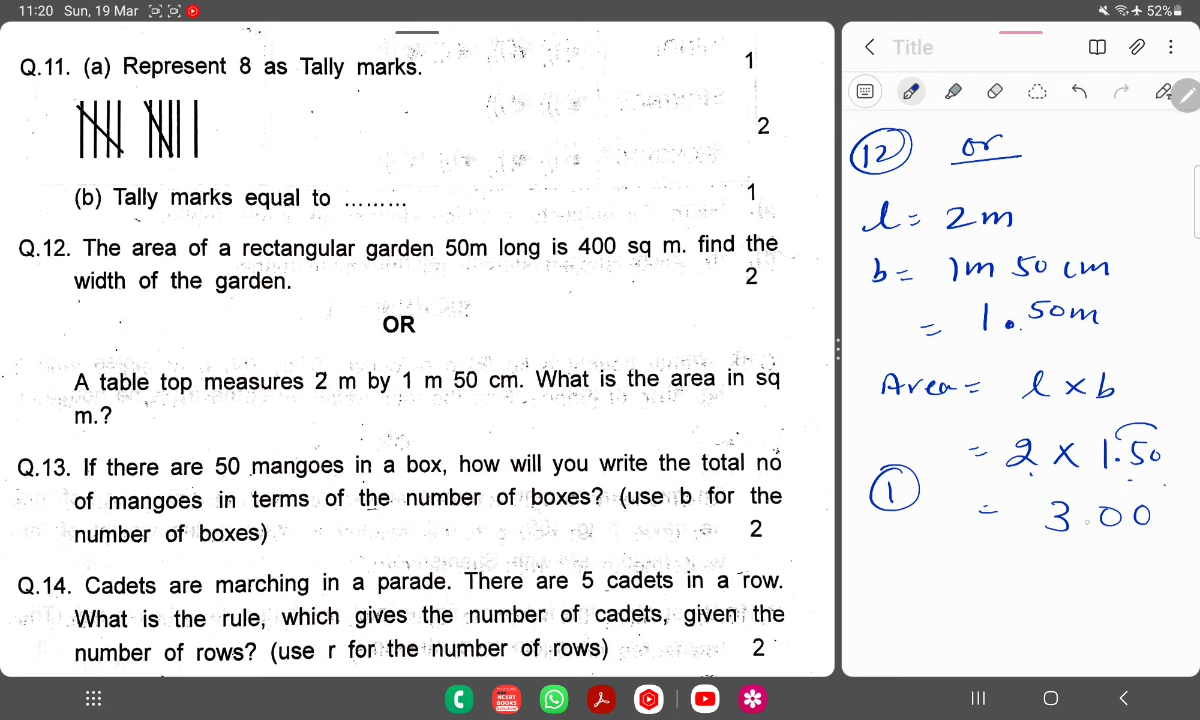 11:20 Sun, 19 Mar
52%
Q.11. (a) Represent 8 as Tally marks. 1
2
(b) Tally marks equal to ......... 1
Q.12. The area of a rectangular garden 50m long is 400 sq m. find the
width of the garden. 2
OR
A table top measures 2 m by 1 m 50 cm. What is the area in sq
m.?
Q.13. If there are 50 mangoes in a box, how will you write the total no
of mangoes in terms of the number of boxes? (use b for the
number of boxes) 2
Q.14. Cadets are marching in a parade. There are 5 cadets in a row.
What is the rule, which gives the number of cadets, given the
number of rows? (use r for the number of rows) 2
Title
12 or
l = 2m
b = 1m 50 cm
= 1.50m
Area = l x b
= 2 x 1.50
1
= 3.00
NCERT
BOOKS